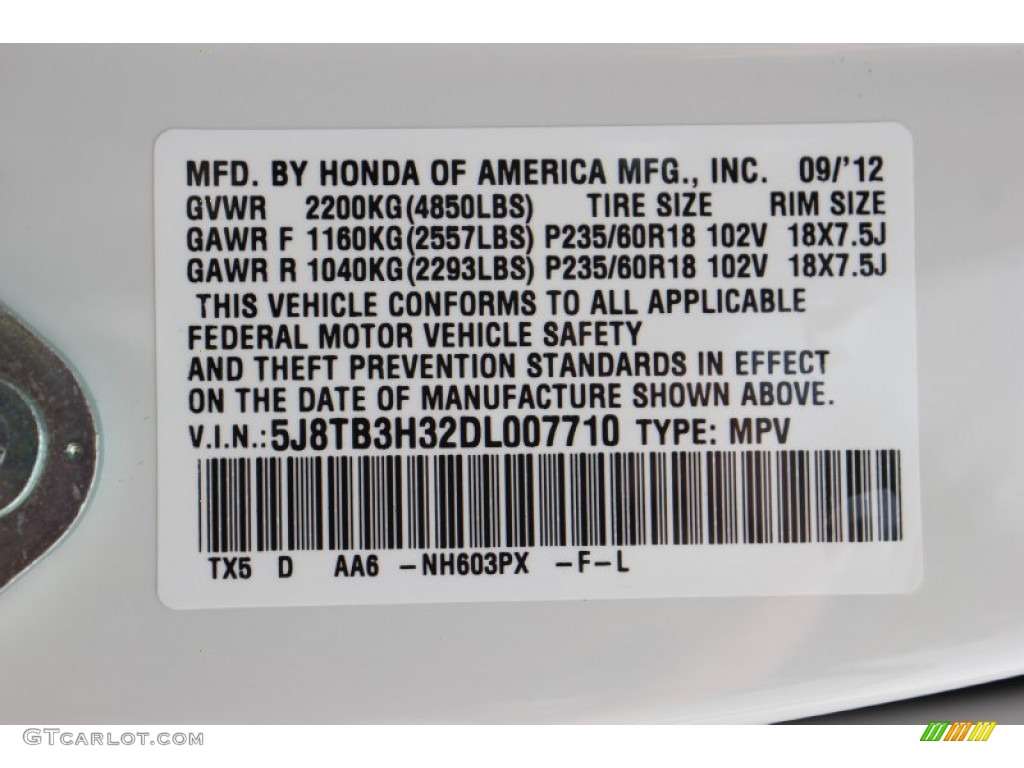 MFD. BY HONDA OF AMERICA MFG., INC. 09/'12
GVWR 2200KG(4850LBS) TIRE SIZE RIM SIZE
GAWR F 1160KG(2557LBS) P235/60R18 102V 18X7.5J
GAWR R 1040KG(2293LBS) P235/60R18 102V 18X7.5J
THIS VEHICLE CONFORMS TO ALL APPLICABLE
FEDERAL MOTOR VEHICLE SAFETY
AND THEFT PREVENTION STANDARDS IN EFFECT
ON THE DATE OF MANUFACTURE SHOWN ABOVE.
V.I.N.:5J8TB3H32DL007710 TYPE: MPV
TX5 D AA6 -NH603PX -F-L
GTCARLOT.COM